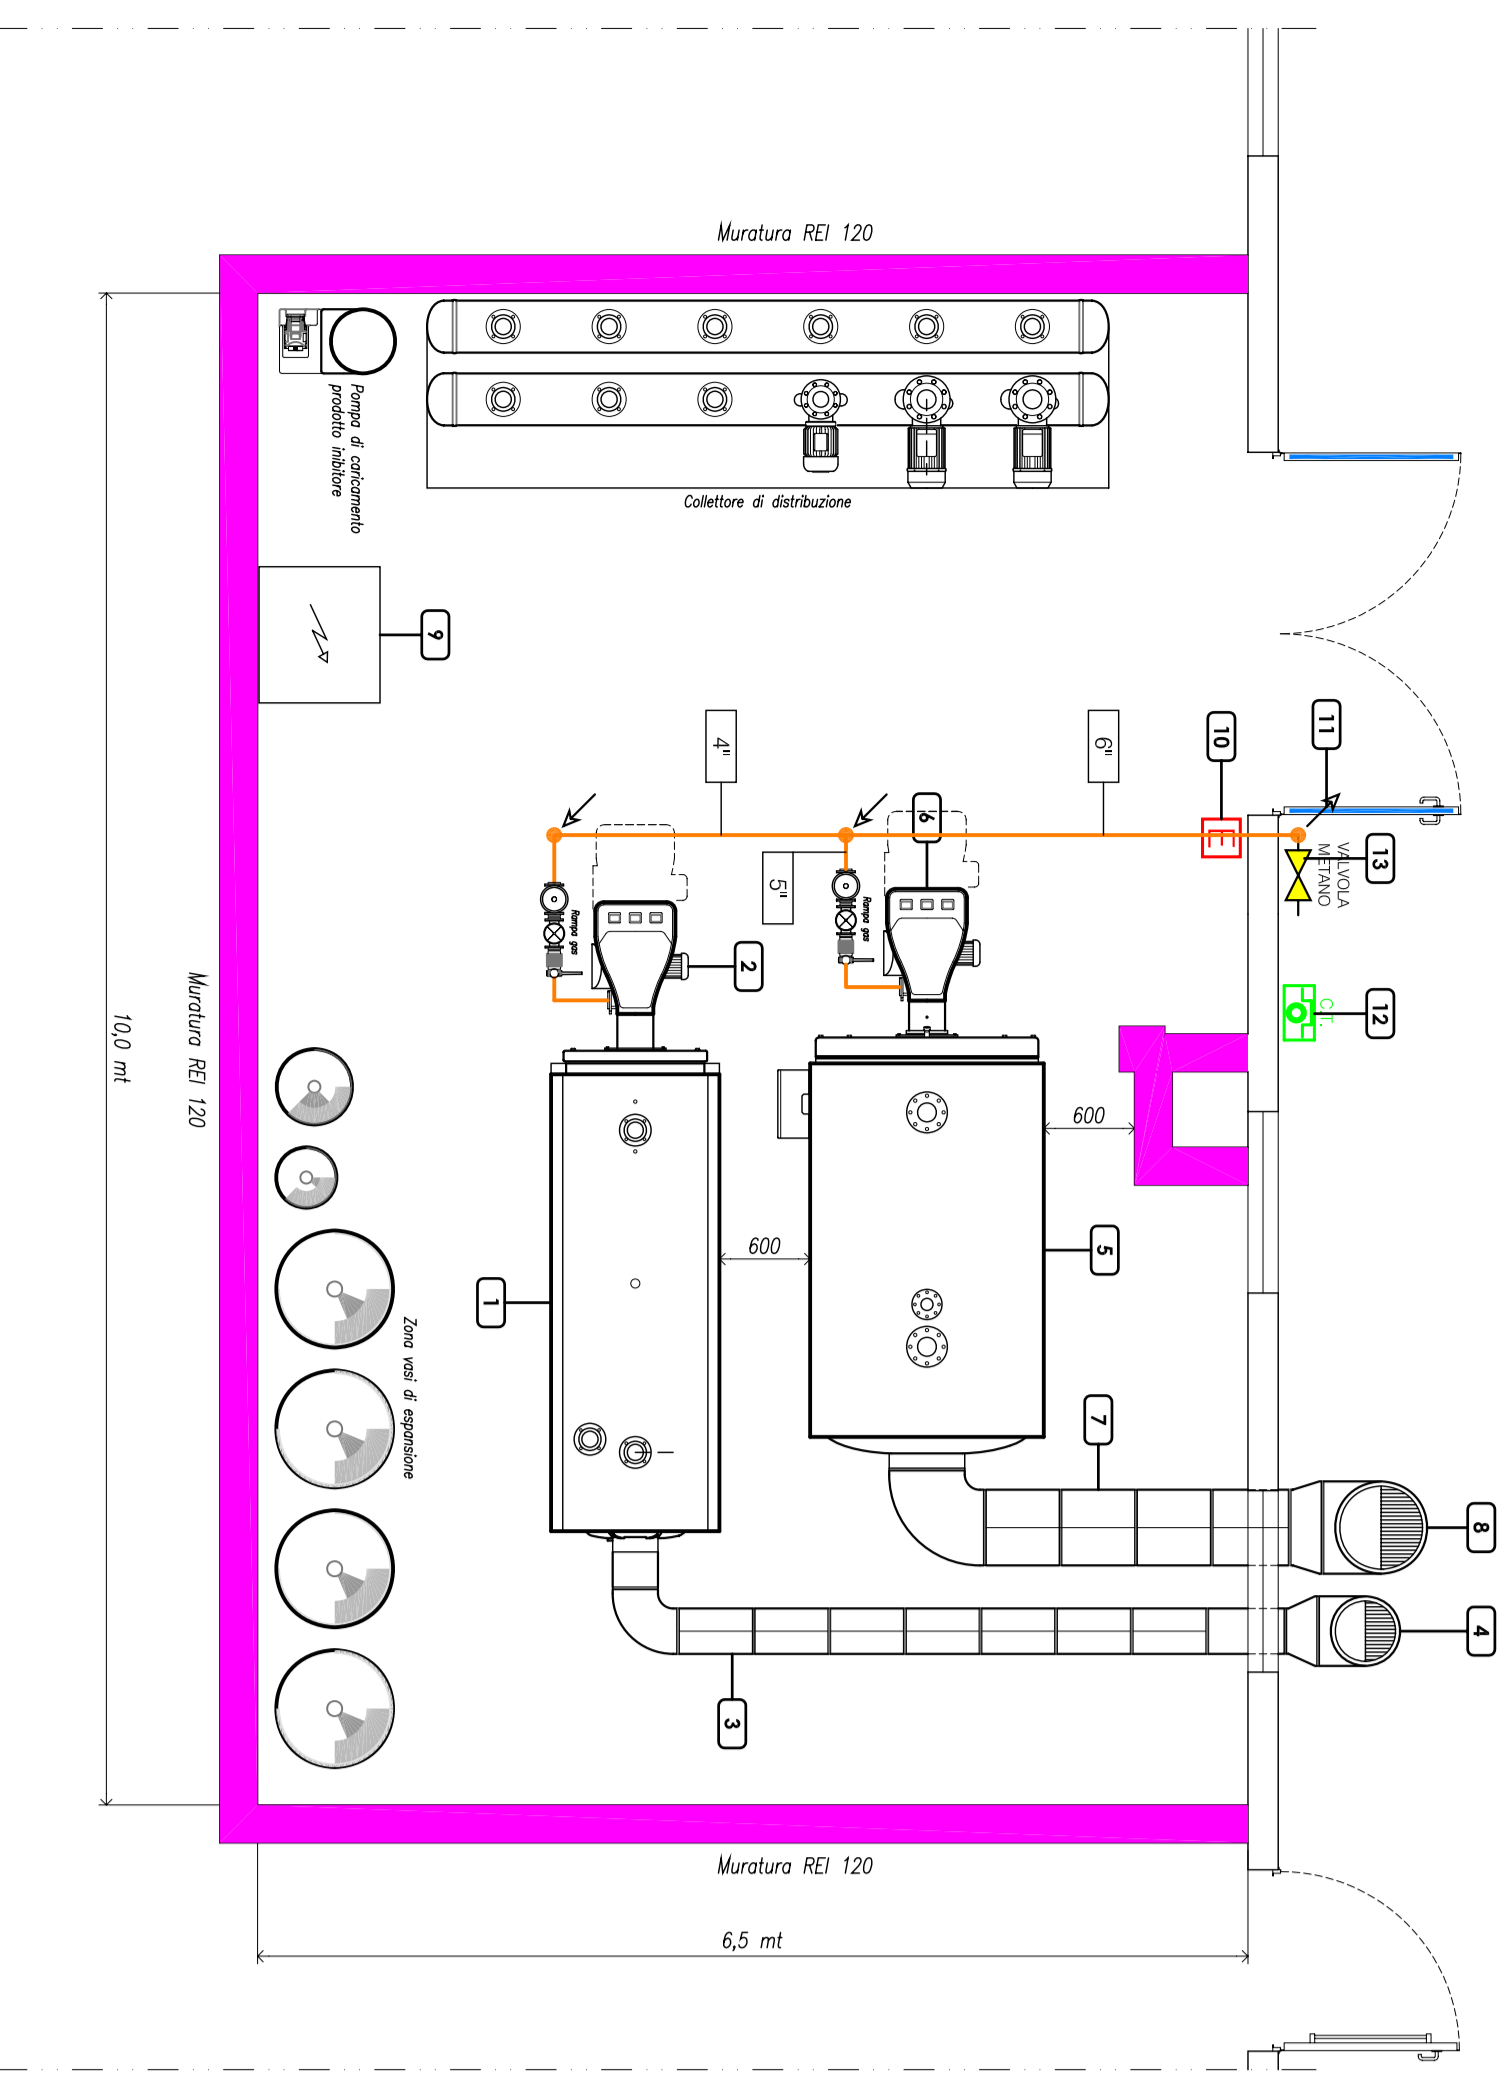 Muratura REI 120
Pompa di caricamento
prodotto inibitore
Collettore di distribuzione
9
4"
6"
10
11
6
5"
VALVOLA
METANO
13
Rampa gas
Rampa gas
2
C.T.
12
Muratura REI 120
10,0 mt
600
600
5
1
Zona vasi di espansione
7
8
4
3
Muratura REI 120
6,5 mt
E